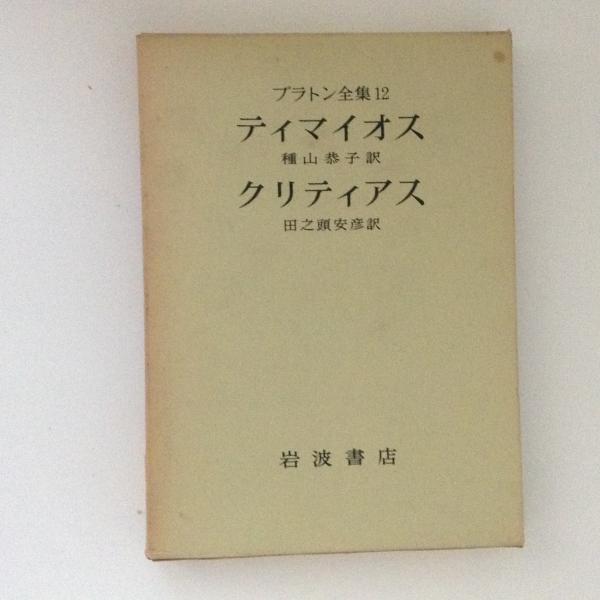 プラトン全集12
ティマイオス
種山恭子訳
クリティアス
田之頭安彦訳
岩波書店